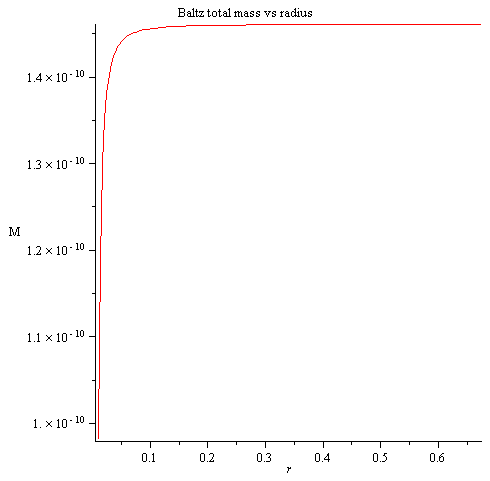 Baltz total mass vs radius
1.4 × 10^-10
1.3 × 10^-10
1.2 × 10^-10
M
1.1 × 10^-10
1. × 10^-10
0.1 0.2 0.3 0.4 0.5 0.6
r